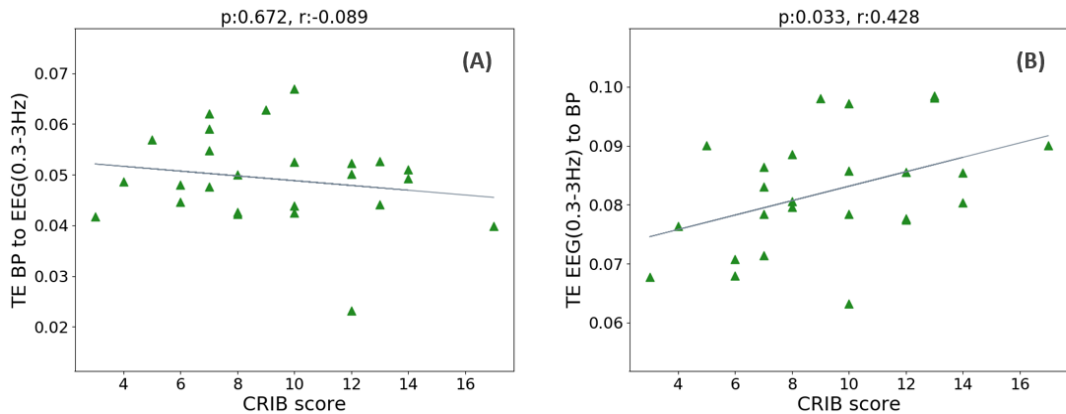 p:0.672, r:-0.089
(A)
TE BP to EEG(0.3-3Hz)
0.07
0.06
0.05
0.04
0.03
0.02
4 6 8 10 12 14 16
CRIB score
p:0.033, r:0.428
(B)
TE EEG(0.3-3Hz) to BP
0.10
0.09
0.08
0.07
0.06
4 6 8 10 12 14 16
CRIB score